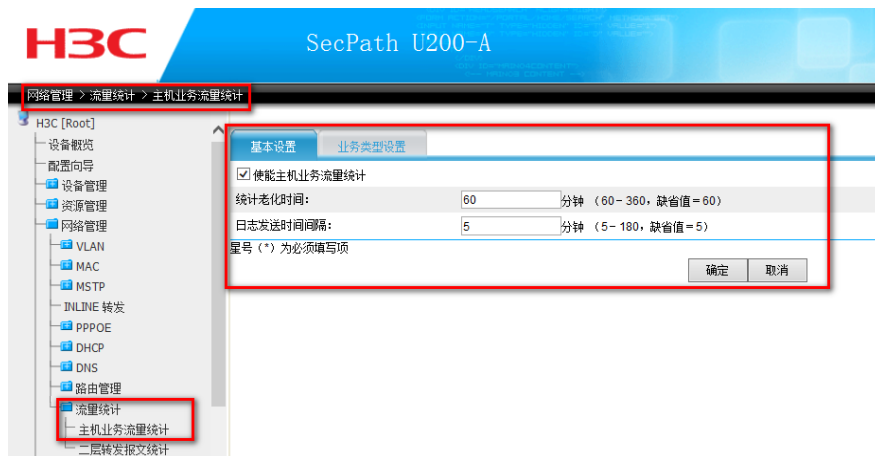 H3C
SecPath U200-A
网络管理 > 流量统计 > 主机业务流量统计
H3C [Root]
设备概览
配置向导
设备管理
资源管理
网络管理
VLAN
MAC
MSTP
INLINE 转发
PPPOE
DHCP
DNS
路由管理
流量统计
主机业务流量统计
二层转发报文统计
基本设置 业务类型设置
使能主机业务流量统计
统计老化时间: 60 分钟 (60-360, 缺省值=60)
日志发送时间间隔: 5 分钟 (5-180, 缺省值=5)
星号 (*) 为必须填写项
确定 取消